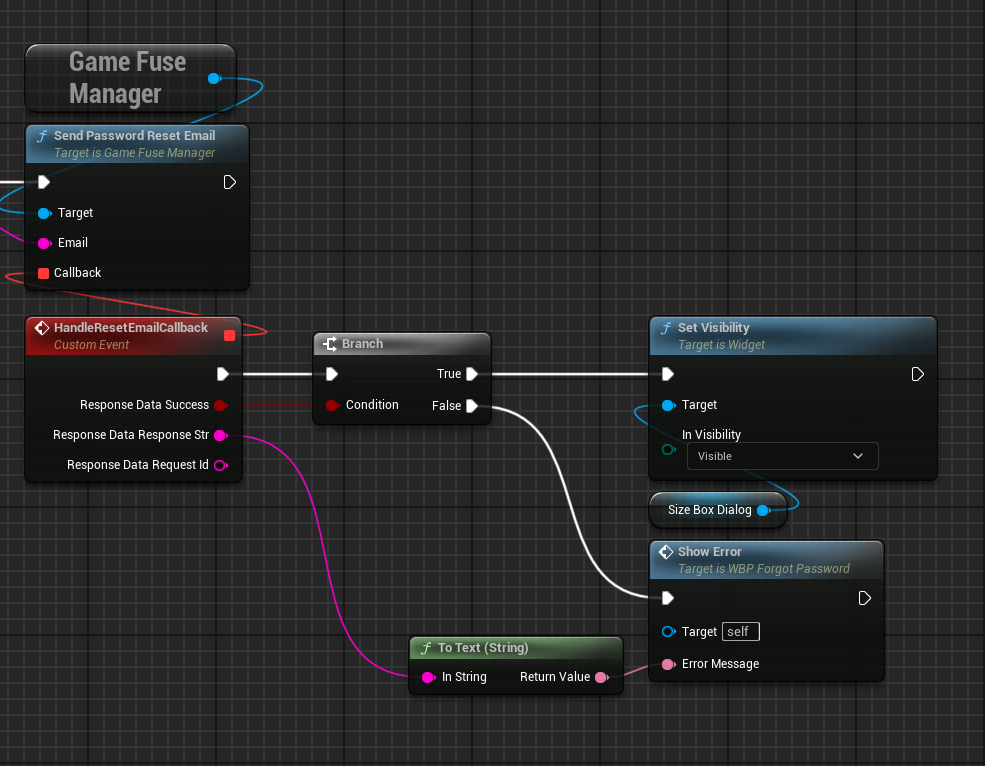 Game Fuse
Manager
Send Password Reset Email
Target is Game Fuse Manager
Target
Email
Callback
HandleResetEmailCallback
Custom Event
Response Data Success
Response Data Response Str
Response Data Request Id
Branch
True
Condition
False
Set Visibility
Target is Widget
Target
In Visibility
Visible
Size Box Dialog
Show Error
Target is WBP Forgot Password
Target self
Error Message
To Text (String)
In String Return Value